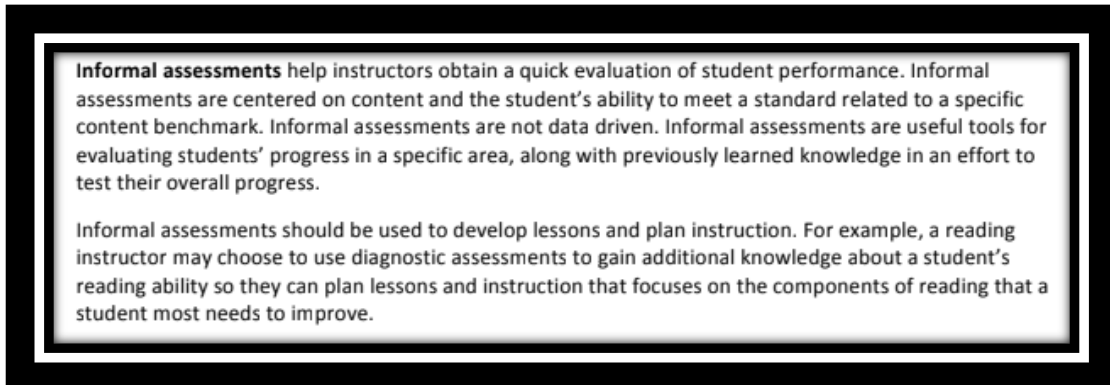 Informal assessments help instructors obtain a quick evaluation of student performance. Informal
assessments are centered on content and the student's ability to meet a standard related to a specific
content benchmark. Informal assessments are not data driven. Informal assessments are useful tools for
evaluating students' progress in a specific area, along with previously learned knowledge in an effort to
test their overall progress.
Informal assessments should be used to develop lessons and plan instruction. For example, a reading
instructor may choose to use diagnostic assessments to gain additional knowledge about a student's
reading ability so they can plan lessons and instruction that focuses on the components of reading that a
student most needs to improve.